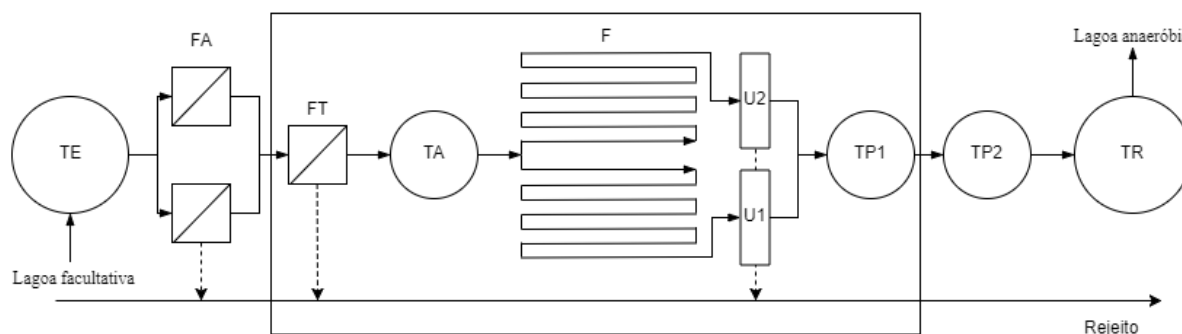 FA
F
Lagoa anaeróbi
FT
U2
TE
TA
TP1
TP2
TR
U1
Lagoa facultativa
Rejeito